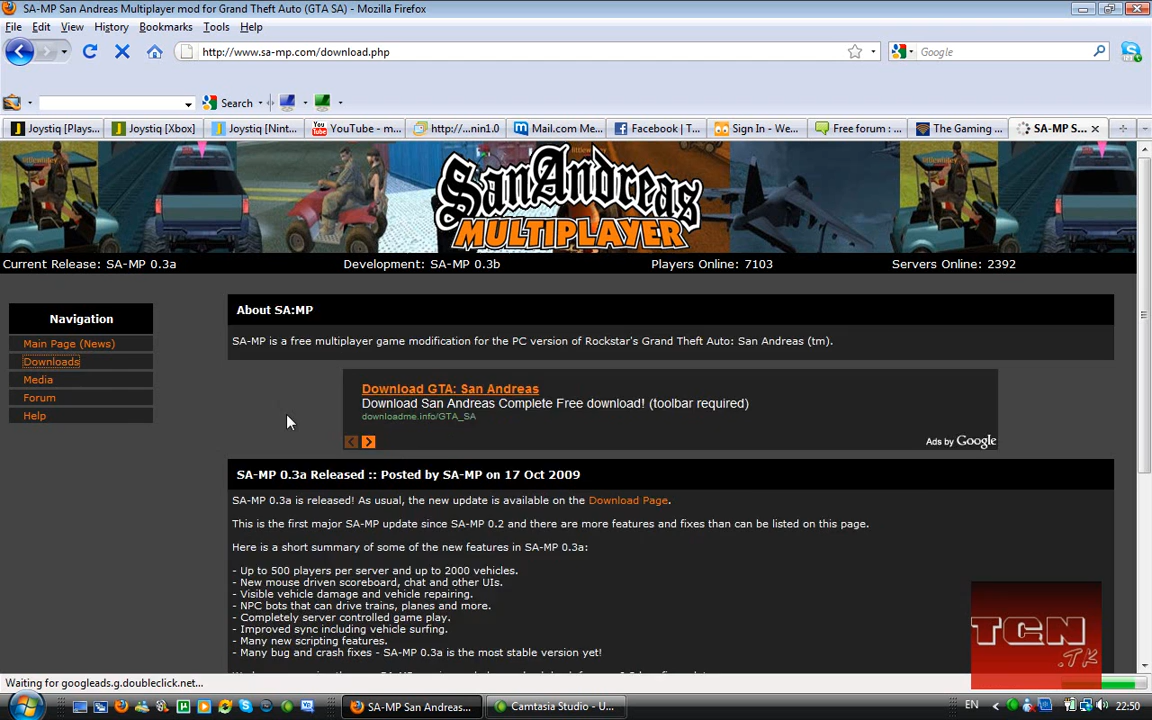 SA-MP San Andreas Multiplayer mod for Grand Theft Auto (GTA SA) - Mozilla Firefox
File Edit View History Bookmarks Tools Help
http://www.sa-mp.com/download.php
Google
Search
Joystiq [Plays...
Joystiq [Xbox]
Joystiq [Nint...
YouTube - m...
http:/...nin1.0
Mail.com Me...
Facebook | T...
Sign In - We...
Free forum : ...
The Gaming ...
SA-MP S...
SanAndreas
MULTIPLAYER
Current Release: SA-MP 0.3a
Development: SA-MP 0.3b
Players Online: 7103
Servers Online: 2392
Navigation
Main Page (News)
Downloads
Media
Forum
Help
About SA:MP
SA-MP is a free multiplayer game modification for the PC version of Rockstar's Grand Theft Auto: San Andreas (tm).
Download GTA: San Andreas
Download San Andreas Complete Free download! (toolbar required)
downloadme.info/GTA_SA
Ads by Google
SA-MP 0.3a Released :: Posted by SA-MP on 17 Oct 2009
SA-MP 0.3a is released! As usual, the new update is available on the Download Page.
This is the first major SA-MP update since SA-MP 0.2 and there are more features and fixes than can be listed on this page.
Here is a short summary of some of the new features in SA-MP 0.3a:
- Up to 500 players per server and up to 2000 vehicles.
- New mouse driven scoreboard, chat and other UIs.
- Visible vehicle damage and vehicle repairing.
- NPC bots that can drive trains, planes and more.
- Completely server controlled game play.
- Improved sync including vehicle surfing.
- Many new scripting features.
- Many bug and crash fixes - SA-MP 0.3a is the most stable version yet!
TCN
.TK
Waiting for googleads.g.doubleclick.net...
SA-MP San Andreas...
Camtasia Studio - U...
EN
22:50